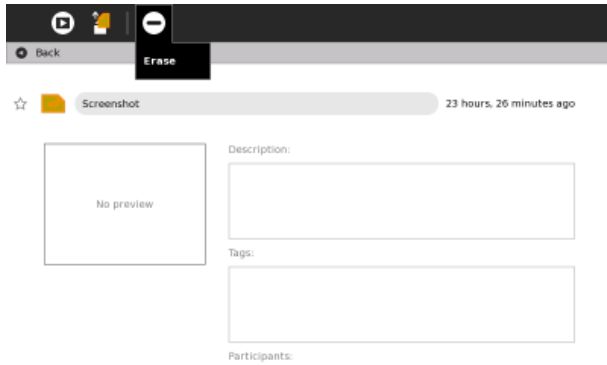 Back
Erase
Screenshot
23 hours, 26 minutes ago
Description:
No preview
Tags:
Participants: